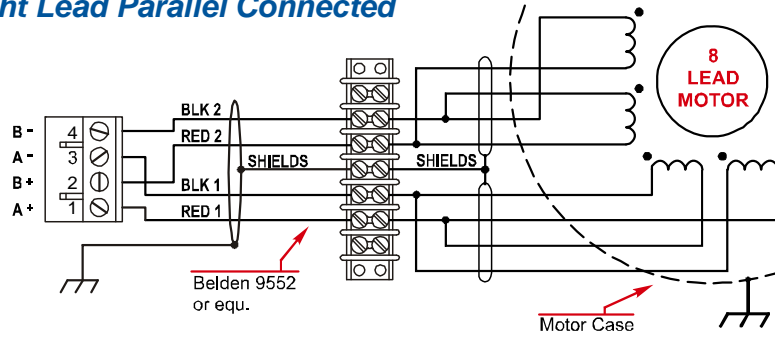 ht Lead Parallel Connected
8
LEAD
MOTOR
BLK 2
B - 4
RED 2
A - 3
SHIELDS
SHIELDS
B + 2
BLK 1
A + 1
RED 1
Belden 9552
or equ.
Motor Case